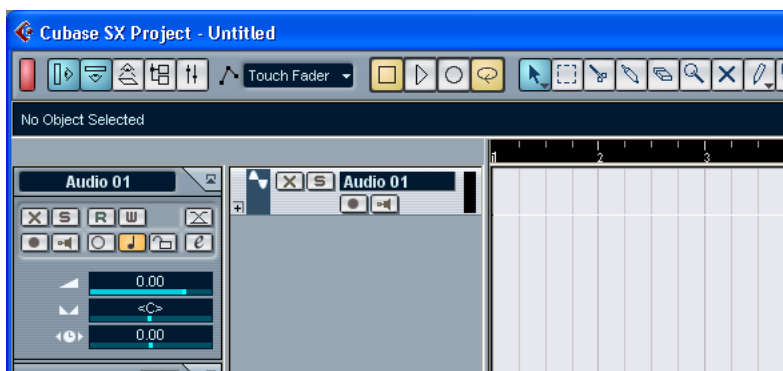 Cubase SX Project - Untitled
Touch Fader
No Object Selected
2 3
Audio 01
X S Audio 01
X S R W
e
0.00
<C>
0.00